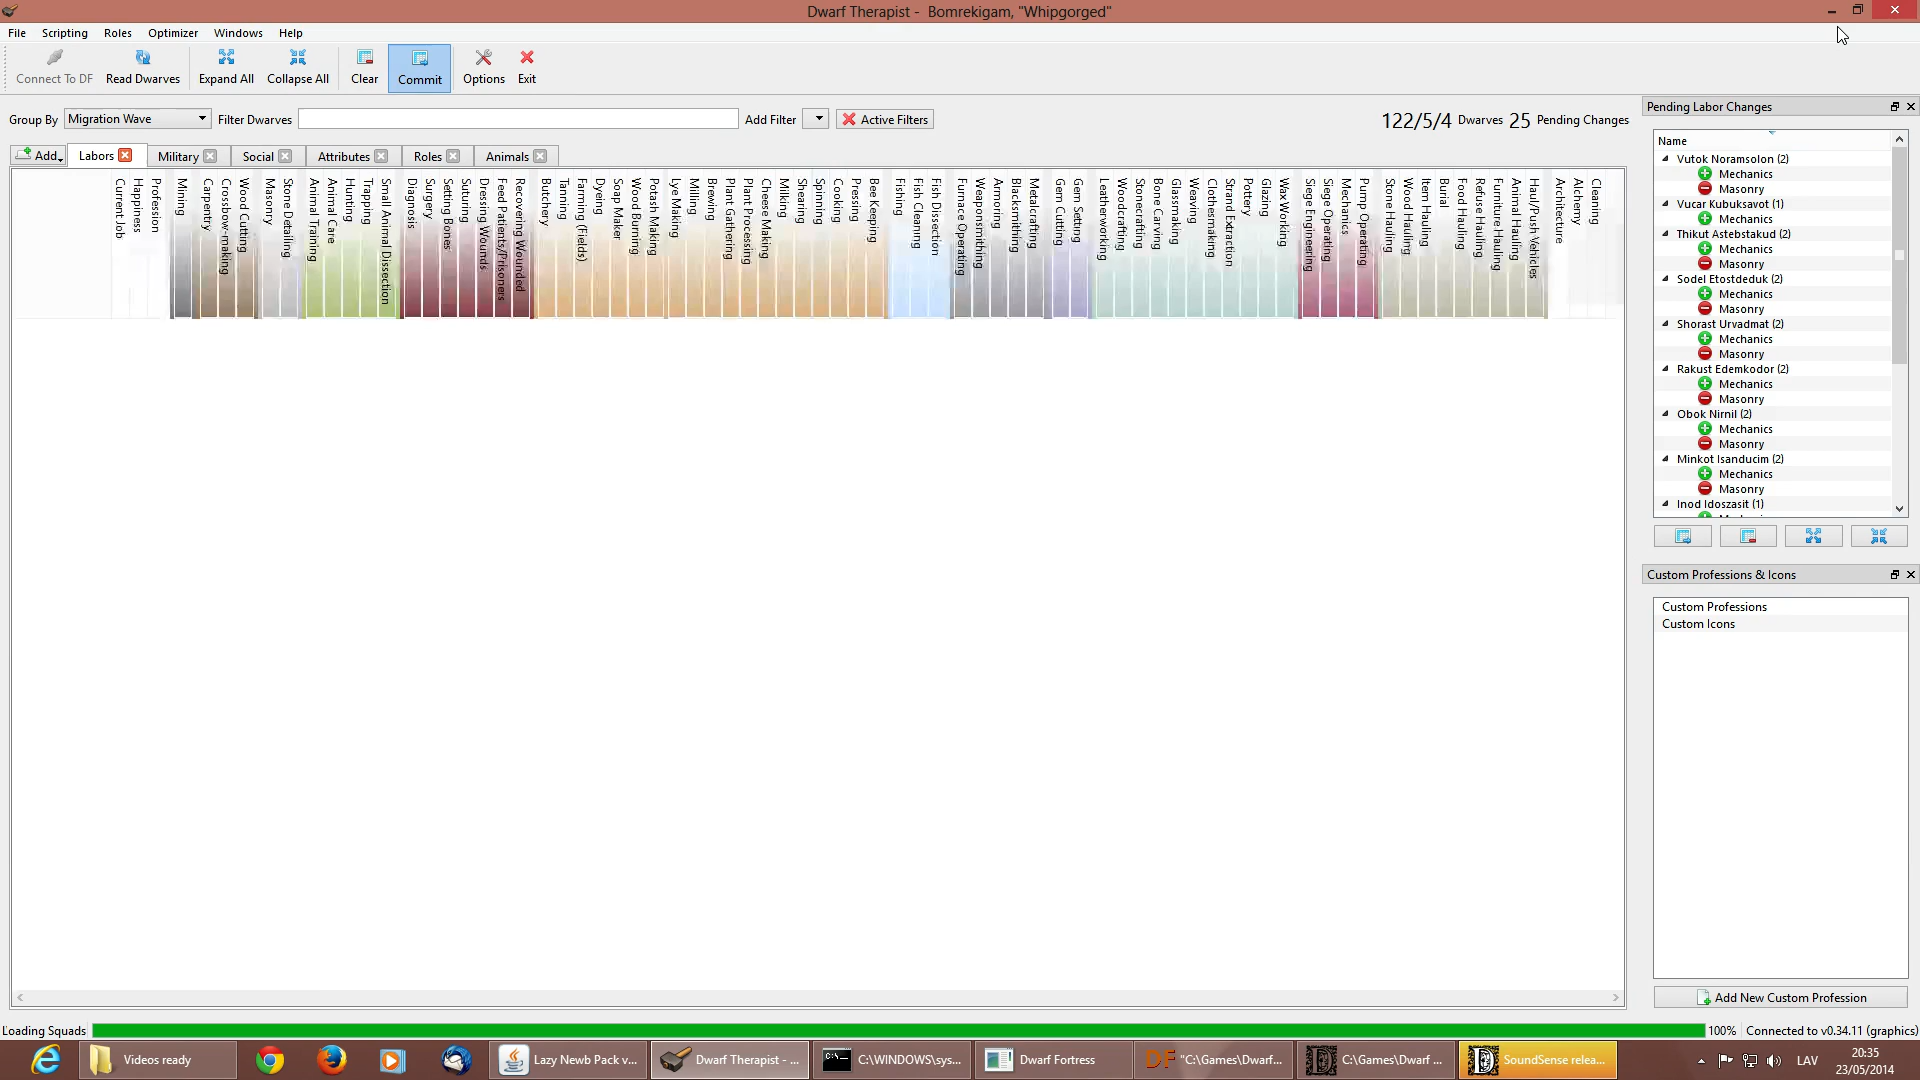 Dwarf Therapist - Bomrekigam, "Whipgorged"
File Scripting Roles Optimizer Windows Help
Connect To DF Read Dwarves Expand All Collapse All Clear Commit Options Exit
Group By Migration Wave Filter Dwarves Add Filter Active Filters 122/5/4 Dwarves 25 Pending Changes
Add Labors Military Social Attributes Roles Animals
Current Job
Happiness
Profession
Mining
Carpentry
Crossbow-making
Wood Cutting
Masonry
Stone Detailing
Animal Training
Animal Care
Hunting
Trapping
Small Animal Dissection
Diagnosis
Surgery
Setting Bones
Suturing
Dressing Wounds
Feed Patients/Prisoners
Recovering Wounded
Butchery
Tanning
Farming (Fields)
Dyeing
Soap Maker
Wood Burning
Potash Making
Lye Making
Milling
Brewing
Plant Gathering
Plant Processing
Cheese Making
Milking
Shearing
Spinning
Cooking
Pressing
Bee Keeping
Fishing
Fish Cleaning
Fish Dissection
Furnace Operating
Weaponsmithing
Armoring
Blacksmithing
Metalcrafting
Gem Cutting
Gem Setting
Leatherworking
Woodcrafting
Stonecrafting
Bone Carving
Glassmaking
Weaving
Clothesmaking
Strand Extraction
Pottery
Glazing
Wax Working
Siege Engineering
Siege Operating
Mechanics
Pump Operating
Stone Hauling
Wood Hauling
Item Hauling
Burial
Food Hauling
Refuse Hauling
Furniture Hauling
Animal Hauling
Haul/Push Vehicles
Architecture
Alchemy
Cleaning
Pending Labor Changes
Name
Vutok Noramsolon (2)
Mechanics
Masonry
Vucar Kubuksavot (1)
Mechanics
Thikut Astebstakud (2)
Mechanics
Masonry
Sodel Etostdeduk (2)
Mechanics
Masonry
Shorast Urvadmat (2)
Mechanics
Masonry
Rakust Edemkodor (2)
Mechanics
Masonry
Obok Nirnil (2)
Mechanics
Masonry
Minkot Isanducim (2)
Mechanics
Masonry
Inod Idoszasit (1)
Custom Professions & Icons
Custom Professions
Custom Icons
Add New Custom Profession
Loading Squads 100% Connected to v0.34.11 (graphics)
Videos ready Lazy Newb Pack v... Dwarf Therapist - ... C:\WINDOWS\sys... Dwarf Fortress DF "C:\Games\Dwarf... C:\Games\Dwarf ... SoundSense relea... LAV 20:35
23/05/2014